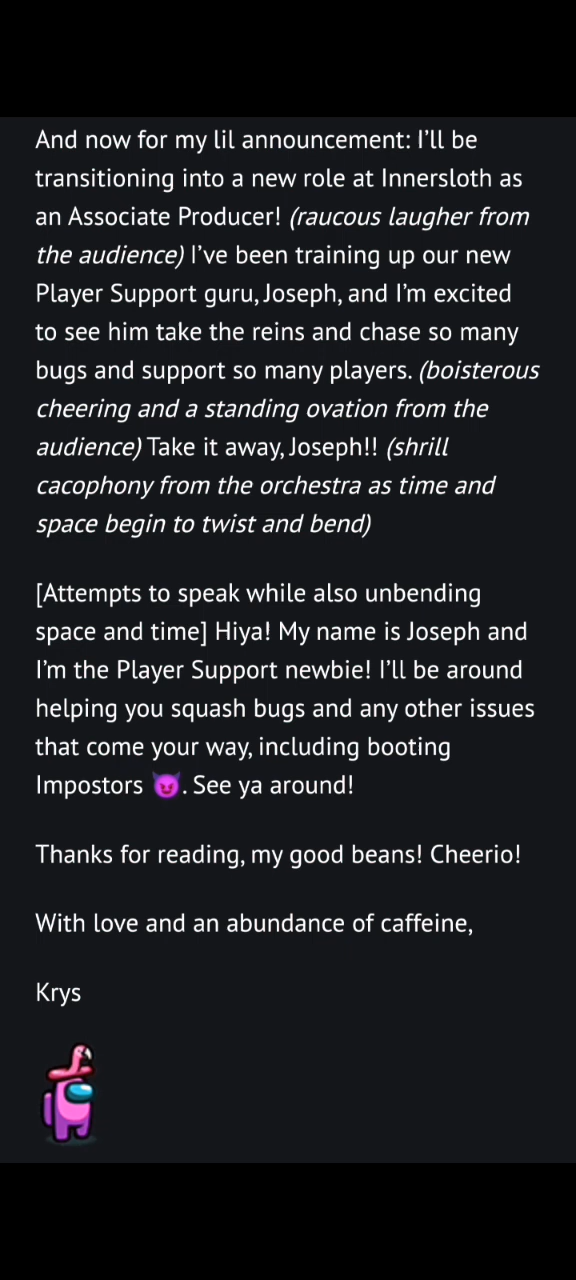 And now for my lil announcement: I’ll be
transitioning into a new role at Innersloth as
an Associate Producer! (raucous laugher from
the audience) I’ve been training up our new
Player Support guru, Joseph, and I’m excited
to see him take the reins and chase so many
bugs and support so many players. (boisterous
cheering and a standing ovation from the
audience) Take it away, Joseph!! (shrill
cacophony from the orchestra as time and
space begin to twist and bend)
[Attempts to speak while also unbending
space and time] Hiya! My name is Joseph and
I’m the Player Support newbie! I’ll be around
helping you squash bugs and any other issues
that come your way, including booting
Impostors 😈. See ya around!
Thanks for reading, my good beans! Cheerio!
With love and an abundance of caffeine,
Krys